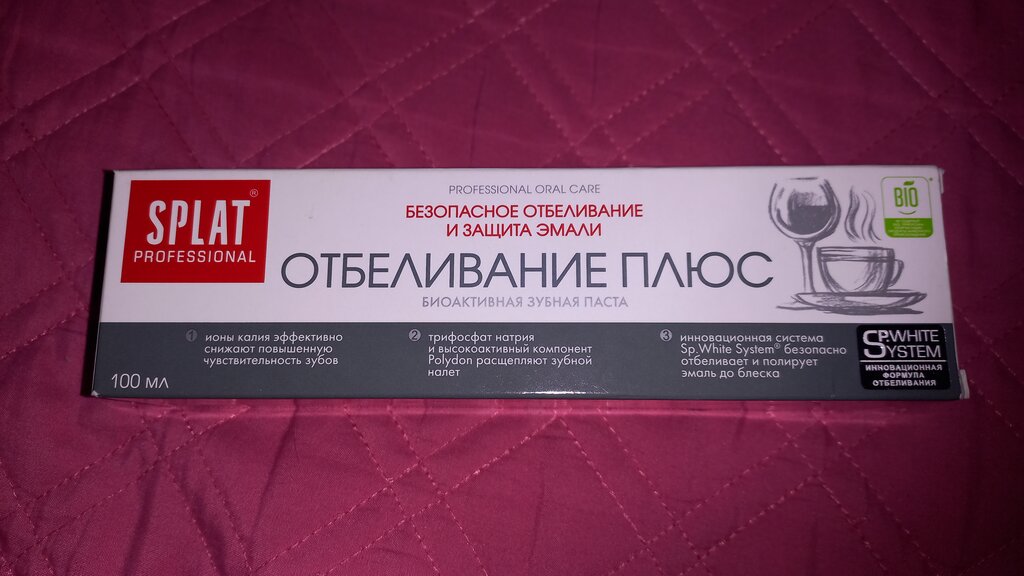 SPLAT®
PROFESSIONAL
PROFESSIONAL ORAL CARE
БЕЗОПАСНОЕ ОТБЕЛИВАНИЕ
И ЗАЩИТА ЭМАЛИ
ОТБЕЛИВАНИЕ ПЛЮС
БИОАКТИВНАЯ ЗУБНАЯ ПАСТА
BIO
100 МЛ
1 ионы калия эффективно
снижают повышенную
чувствительность зубов
2 трифосфат натрия
и высокоактивный компонент
Polydon расщепляют зубной
налет
3 инновационная система
Sp.White System® безопасно
отбеливает и полирует
эмаль до блеска
SP.WHITE
SYSTEM
ИННОВАЦИОННАЯ
ФОРМУЛА
ОТБЕЛИВАНИЯ